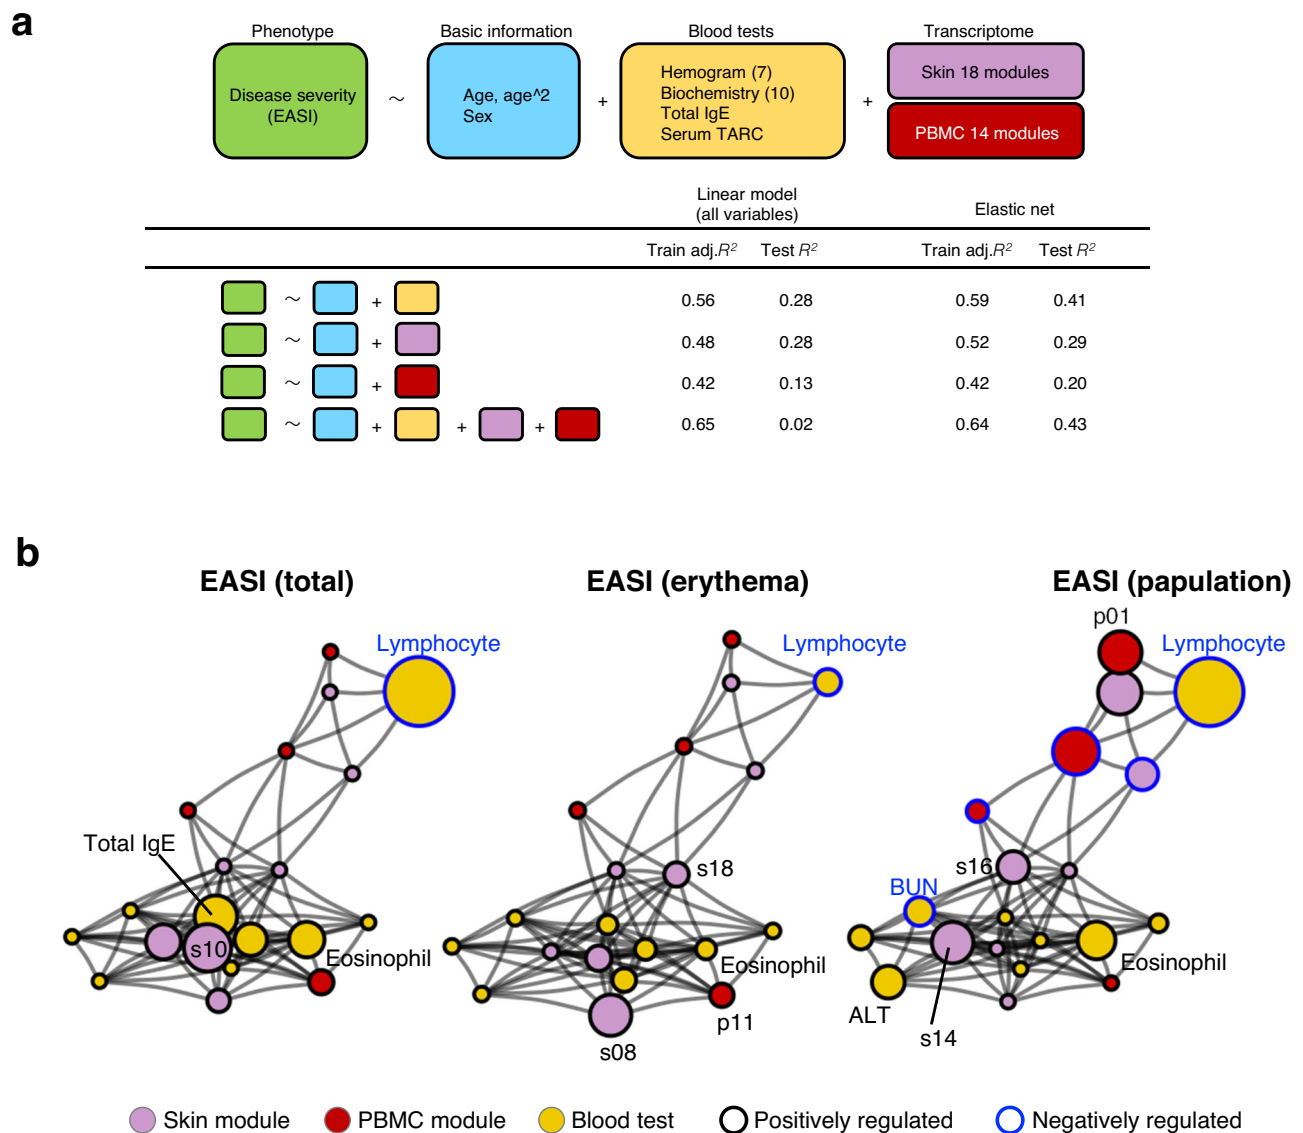 a
Phenotype
Basic information
Blood tests
Transcriptome
Disease severity
(EASI)
~
Age, age^2
Sex
+
Hemogram (7)
Biochemistry (10)
Total IgE
Serum TARC
+
Skin 18 modules
PBMC 14 modules
Linear model
(all variables)
Elastic net
Train adj.R² Test R² Train adj.R² Test R²
~ + 0.56 0.28 0.59 0.41
~ + 0.48 0.28 0.52 0.29
~ + 0.42 0.13 0.42 0.20
~ + + + 0.65 0.02 0.64 0.43
b
EASI (total)
Lymphocyte
Total IgE
s10
Eosinophil
EASI (erythema)
Lymphocyte
s18
Eosinophil
p11
s08
EASI (papulation)
p01
Lymphocyte
s16
BUN
Eosinophil
ALT
s14
Skin module
PBMC module
Blood test
Positively regulated
Negatively regulated